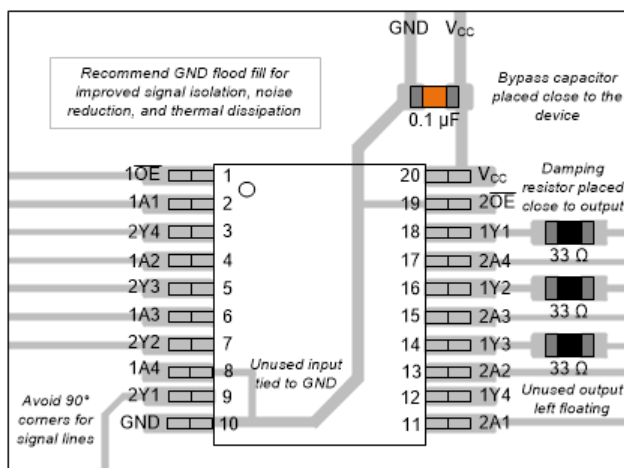 GND VCC
Recommend GND flood fill for
improved signal isolation, noise
reduction, and thermal dissipation
Bypass capacitor
placed close to the
device
0.1 µF
1O̅E̅ 1 20 VCC
1A1 2 19 2O̅E̅
2Y4 3 18 1Y1
1A2 4 17 2A4
2Y3 5 16 1Y2
1A3 6 15 2A3
2Y2 7 14 1Y3
1A4 8 13 2A2
2Y1 9 12 1Y4
GND 10 11 2A1
Damping
resistor placed
close to output
33 Ω
33 Ω
33 Ω
Unused input
tied to GND
Unused output
left floating
Avoid 90°
corners for
signal lines